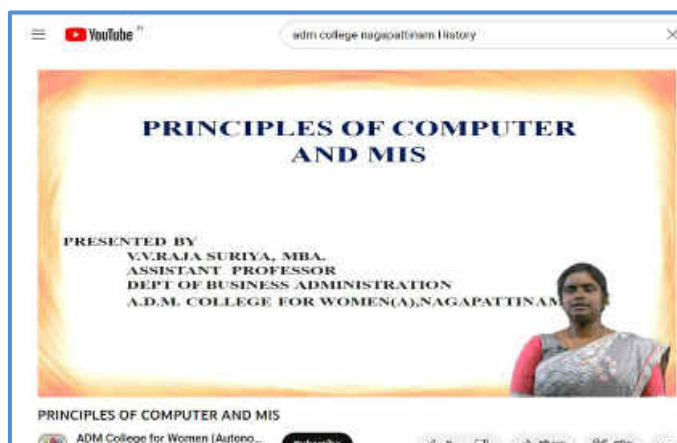 YouTube
adm college nagapattinam History
PRINCIPLES OF COMPUTER
AND MIS
PRESENTED BY
V.V.RAJA SURIYA, MBA.
ASSISTANT PROFESSOR
DEPT OF BUSINESS ADMINISTRATION
A.D.M. COLLEGE FOR WOMEN(A),NAGAPATTINAM
PRINCIPLES OF COMPUTER AND MIS
ADM College for Women (Autono...